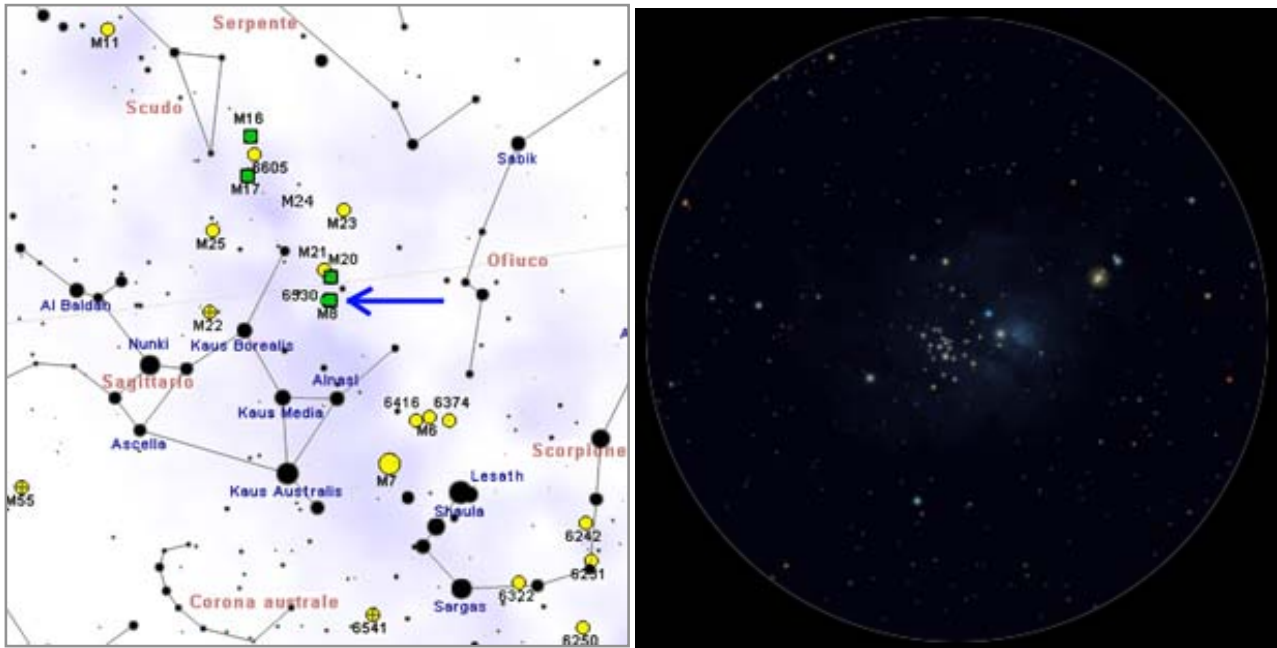 Serpente
M11
Scudo
M16
6605
M17
Sabik
M24
M23
M25
M21
M20
Ofiuco
6530
M8
Al Baldah
M22
Nunki
Kaus Borealis
Sagittario
Alnasl
Kaus Media
6416
6374
M6
Ascella
Scorpione
M7
Lesath
Kaus Australis
M55
Shaula
6242
6231
Corona australe
6322
Sargas
6541
6250